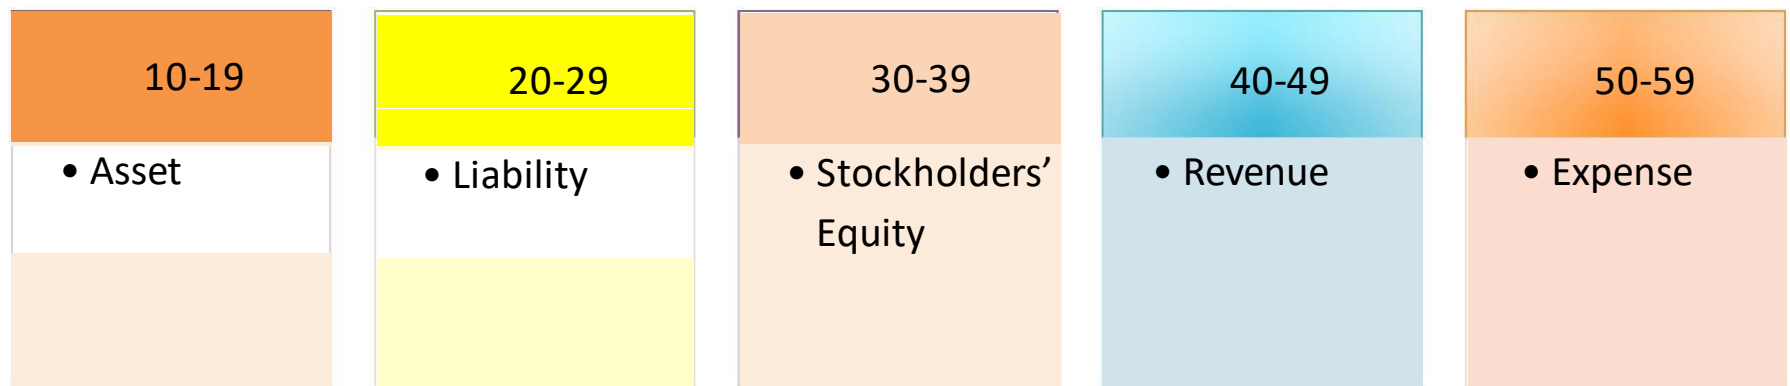 10-19
• Asset
20-29
• Liability
30-39
• Stockholders’
Equity
40-49
• Revenue
50-59
• Expense